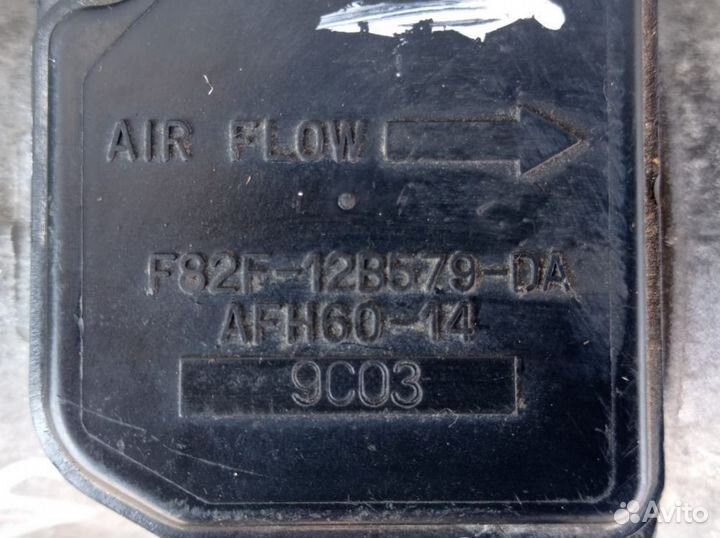 AIR FLOW
F82F-12B579-DA
AFH60-14
9C03
Avito